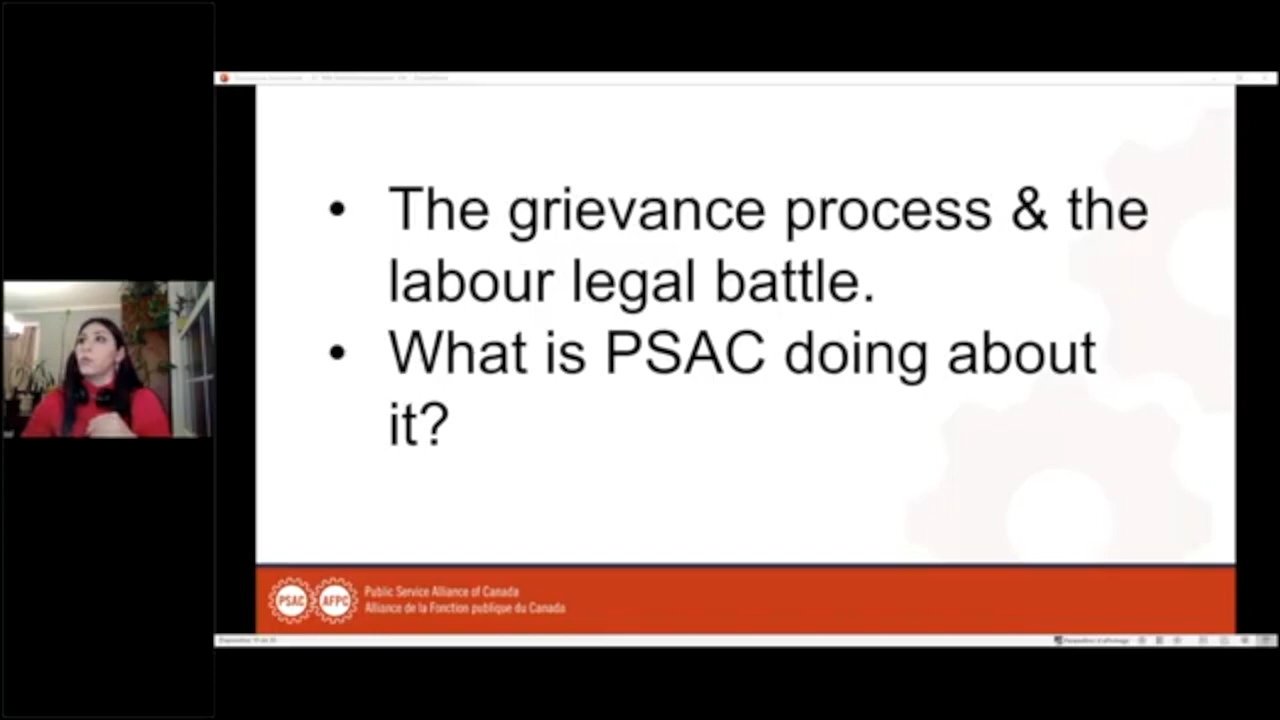 • The grievance process & the
labour legal battle.
• What is PSAC doing about
it?
PSAC AFPC
Public Service Alliance of Canada
Alliance de la Fonction publique du Canada